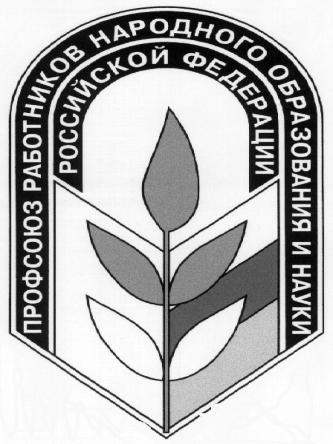 ПРОФСОЮЗ РАБОТНИКОВ НАРОДНОГО ОБРАЗОВАНИЯ И НАУКИ
РОССИЙСКОЙ ФЕДЕРАЦИИ